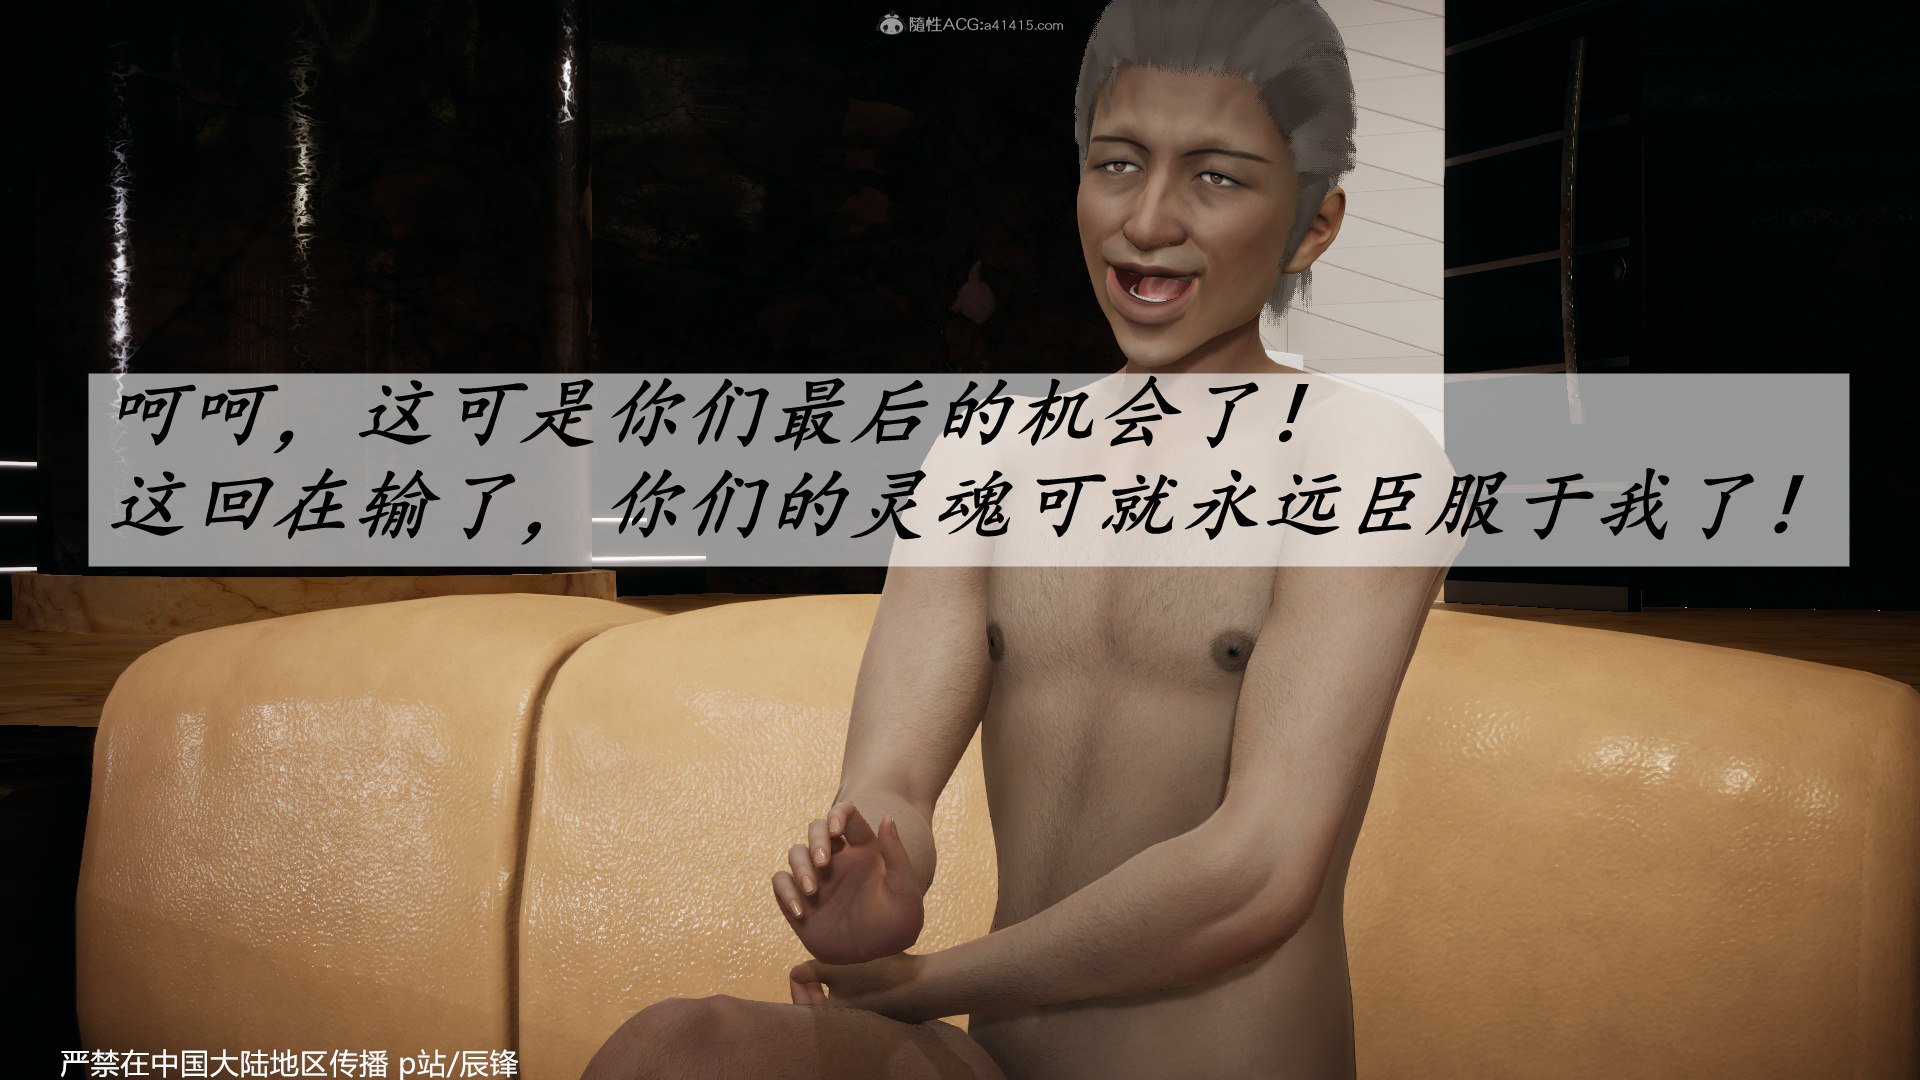 隨性ACG:a41415.com
呵呵，这可是你们最后的机会了！
这回在输了，你们的灵魂可就永远臣服于我了！
严禁在中国大陆地区传播 p站/辰锋